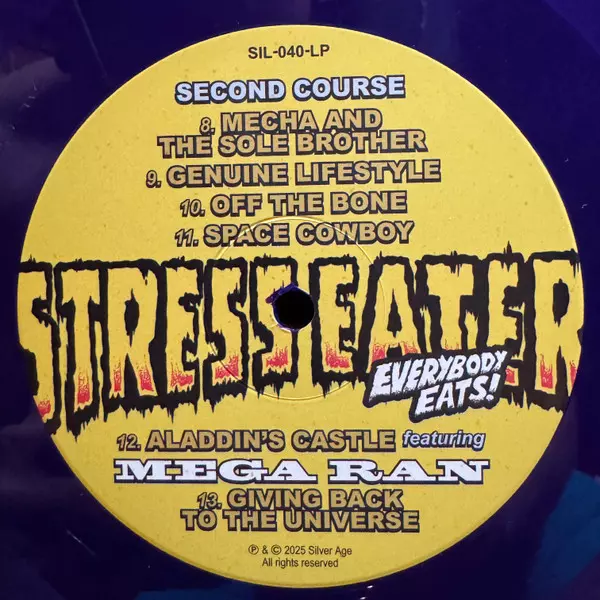 SIL-040-LP
SECOND COURSE
8. MECHA AND
THE SOLE BROTHER
9. GENUINE LIFESTYLE
10. OFF THE BONE
11. SPACE COWBOY
STRESS EATER
EVERYBODY
EATS!
12. ALADDIN'S CASTLE featuring
MEGA RAN
13. GIVING BACK
TO THE UNIVERSE
℗ & © 2025 Silver Age
All rights reserved